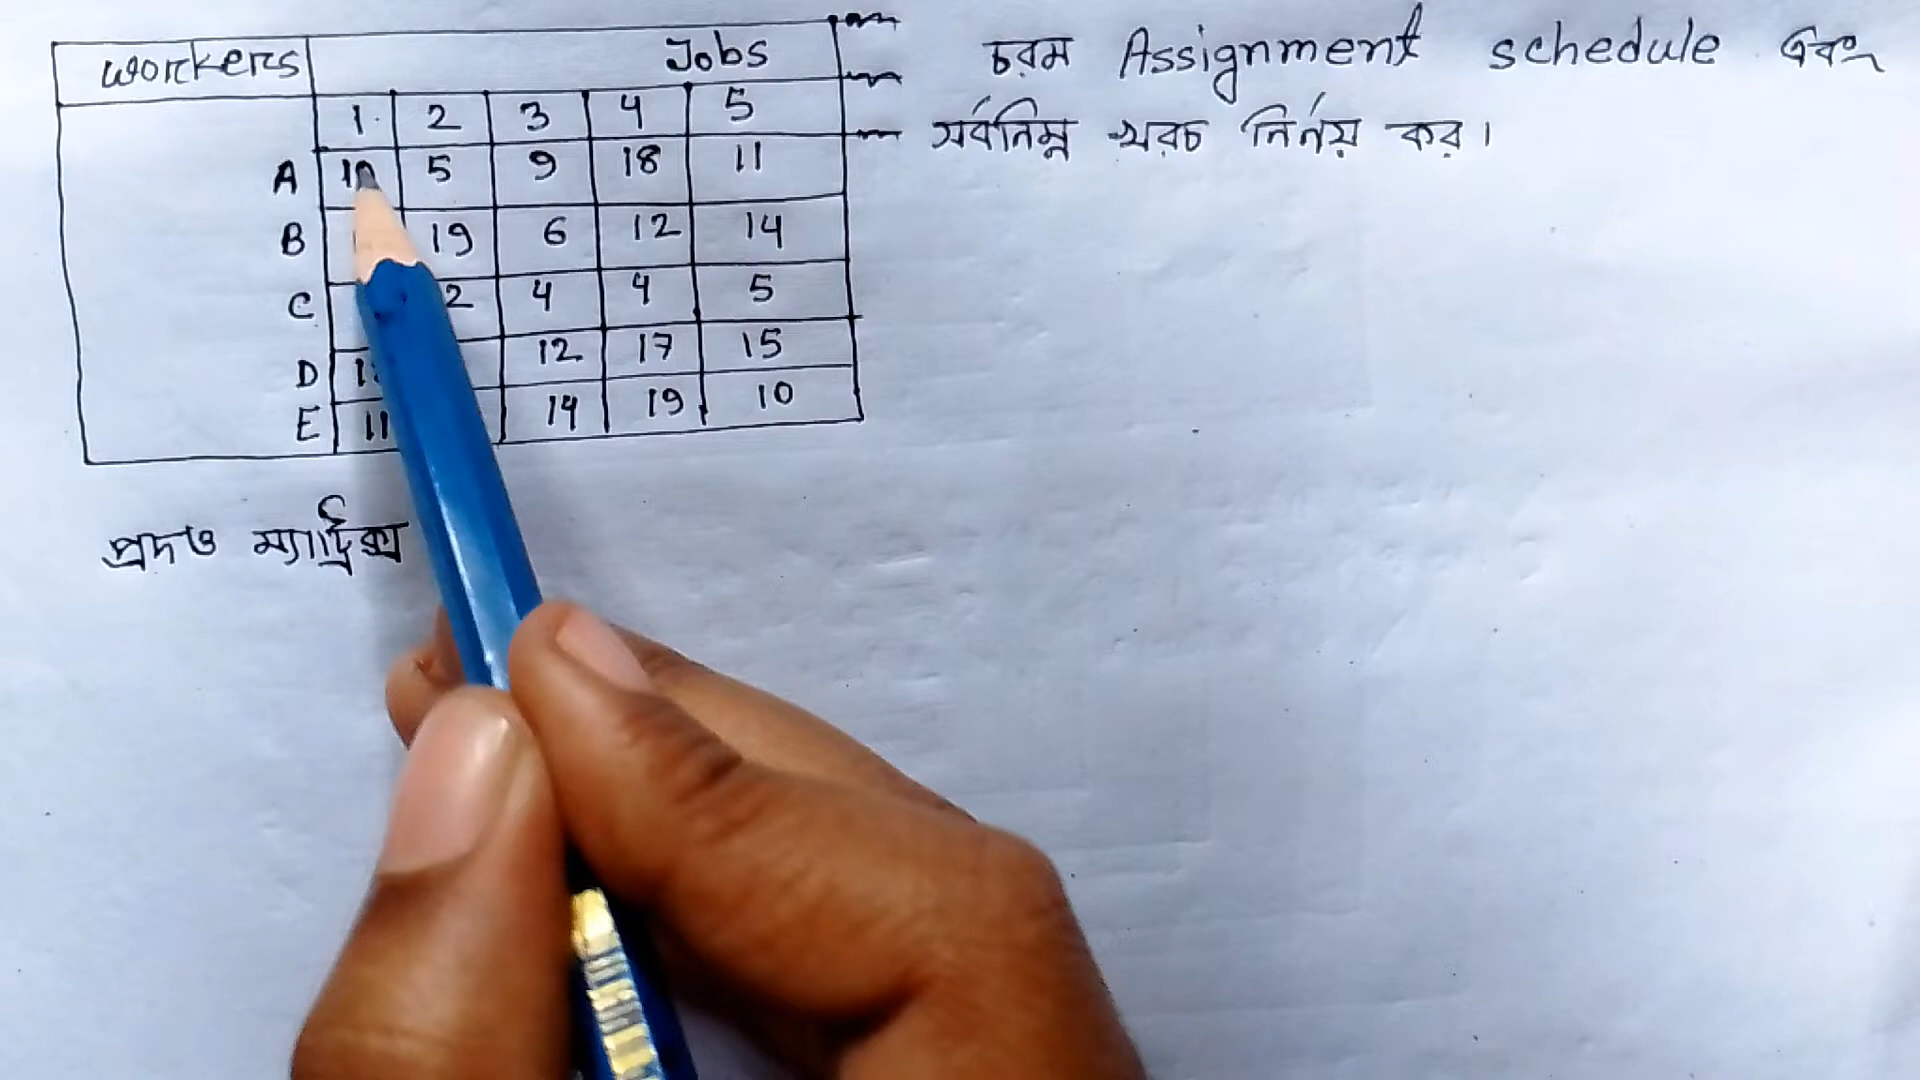 workers Jobs
1 2 3 4 5
A 10 5 9 18 11
B 19 6 12 14
C 2 4 4 5
D 12 17 15
E 11 14 19 10
চরম Assignment schedule এবং
সর্বনিম্ন খরচ নির্ণয় কর।
প্রদত্ত ম্যাট্রিক্স